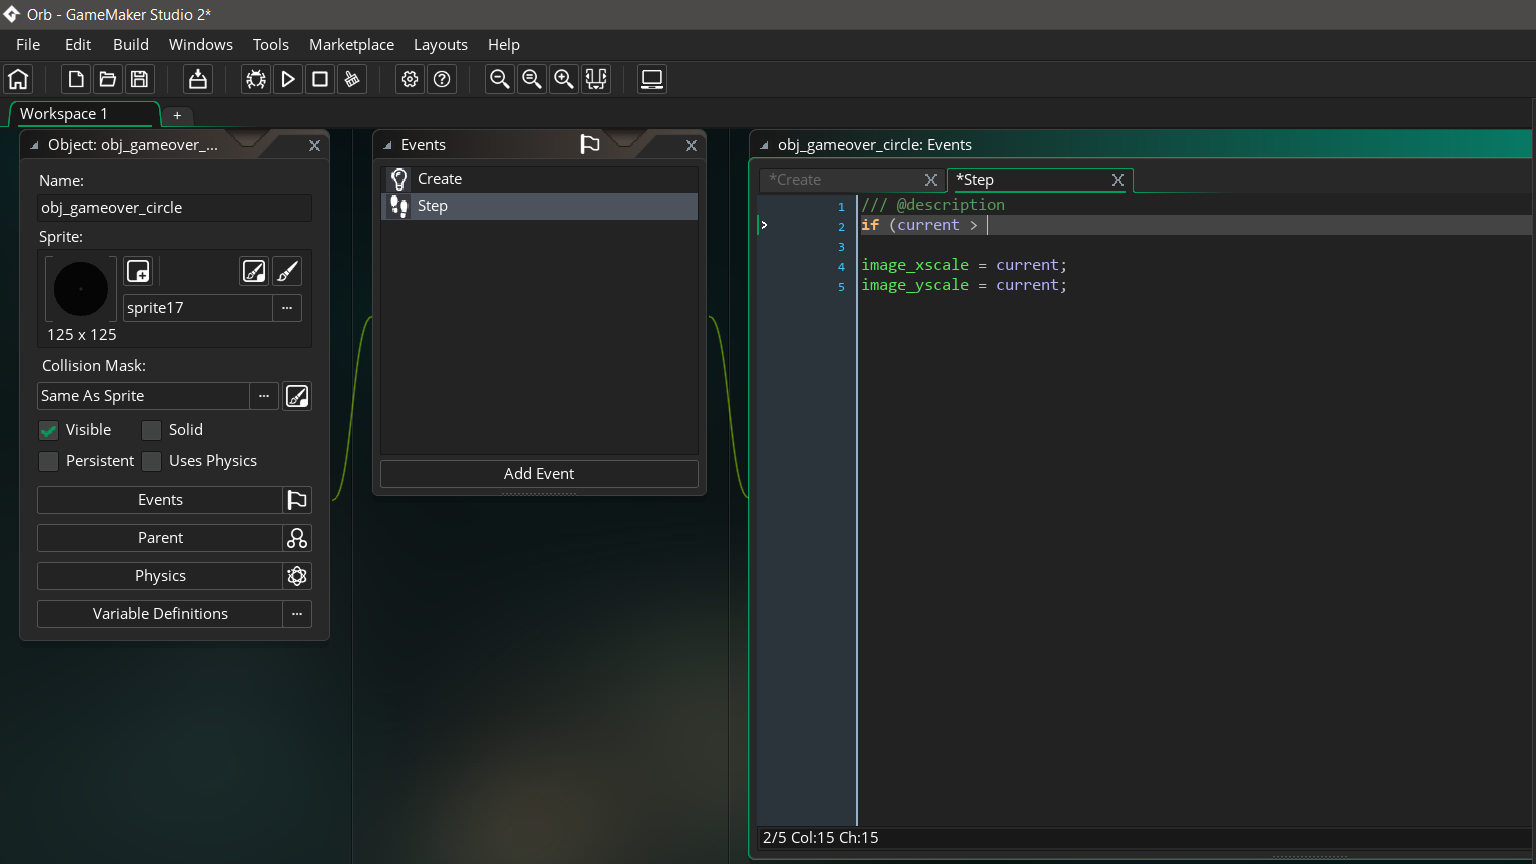 Orb - GameMaker Studio 2*
File Edit Build Windows Tools Marketplace Layouts Help
Workspace 1 +
Object: obj_gameover_...
Name:
obj_gameover_circle
Sprite:
sprite17
...
125 x 125
Collision Mask:
Same As Sprite
...
Visible Solid
Persistent Uses Physics
Events
Parent
Physics
Variable Definitions
...
Events
Create
Step
Add Event
obj_gameover_circle: Events
*Create *Step
1 /// @description
2 if (current >
3
4 image_xscale = current;
5 image_yscale = current;
2/5 Col:15 Ch:15